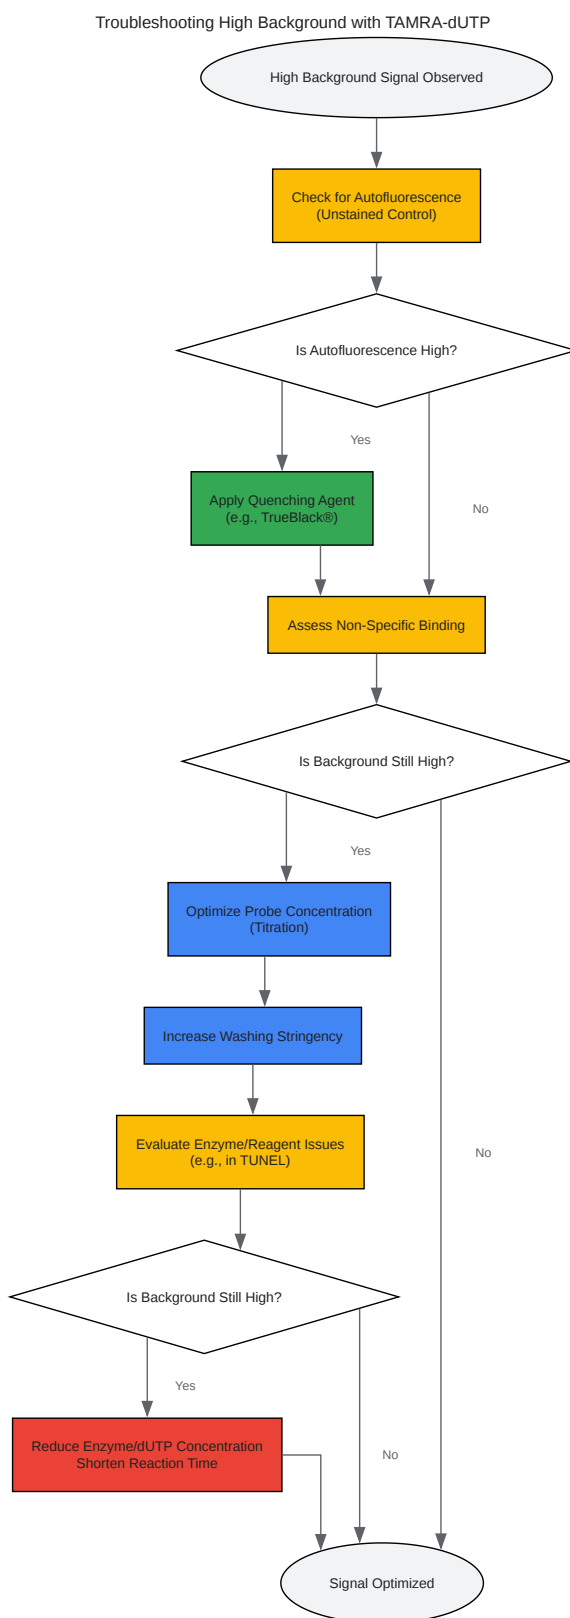 Troubleshooting High Background with TAMRA-dUTP
High Background Signal Observed
Check for Autofluorescence
(Unstained Control)
Is Autofluorescence High?
Yes
Apply Quenching Agent
(e.g., TrueBlack®)
No
Assess Non-Specific Binding
Is Background Still High?
Yes
Optimize Probe Concentration
(Titration)
Increase Washing Stringency
Evaluate Enzyme/Reagent Issues
(e.g., in TUNEL)
No
Is Background Still High?
Yes
Reduce Enzyme/dUTP Concentration
Shorten Reaction Time
No
Signal Optimized